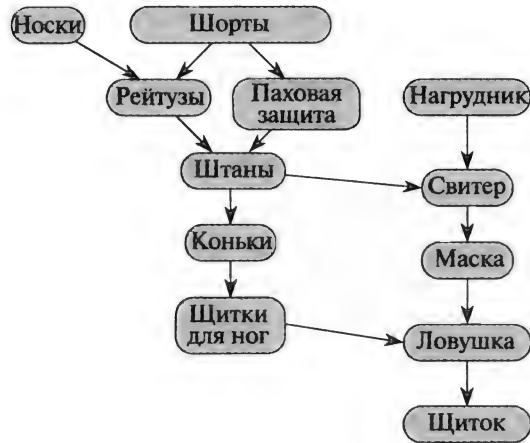 Носки
Шорты
Рейтузы
Паховая
защита
Нагрудник
Штаны
Свитер
Коньки
Маска
Щитки
для ног
Ловушка
Щиток